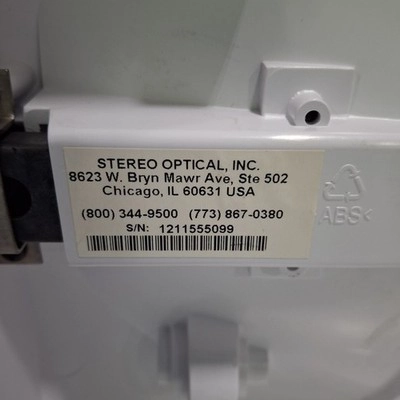 STEREO OPTICAL, INC.
8623 W. Bryn Mawr Ave, Ste 502
Chicago, IL 60631 USA
(800) 344-9500 (773) 867-0380
S/N: 1211555099
>ABS<